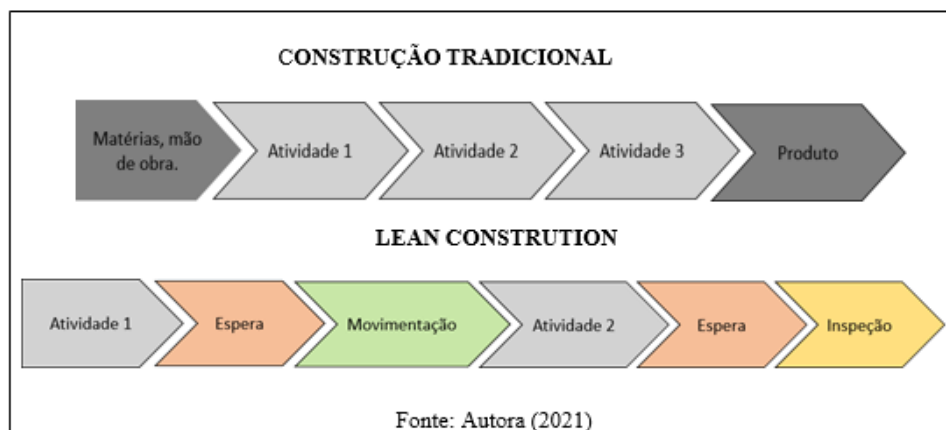 CONSTRUÇÃO TRADICIONAL
Matérias, mão
de obra.
Atividade 1
Atividade 2
Atividade 3
Produto
LEAN CONSTRUTION
Atividade 1
Espera
Movimentação
Atividade 2
Espera
Inspeção
Fonte: Autora (2021)